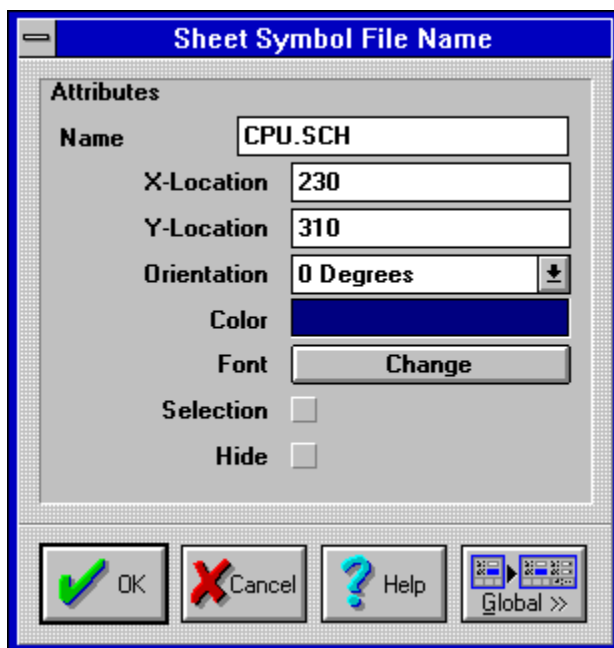 Sheet Symbol File Name
Attributes
Name CPU.SCH
X-Location 230
Y-Location 310
Orientation 0 Degrees
Color
Font Change
Selection
Hide
OK Cancel Help Global >>